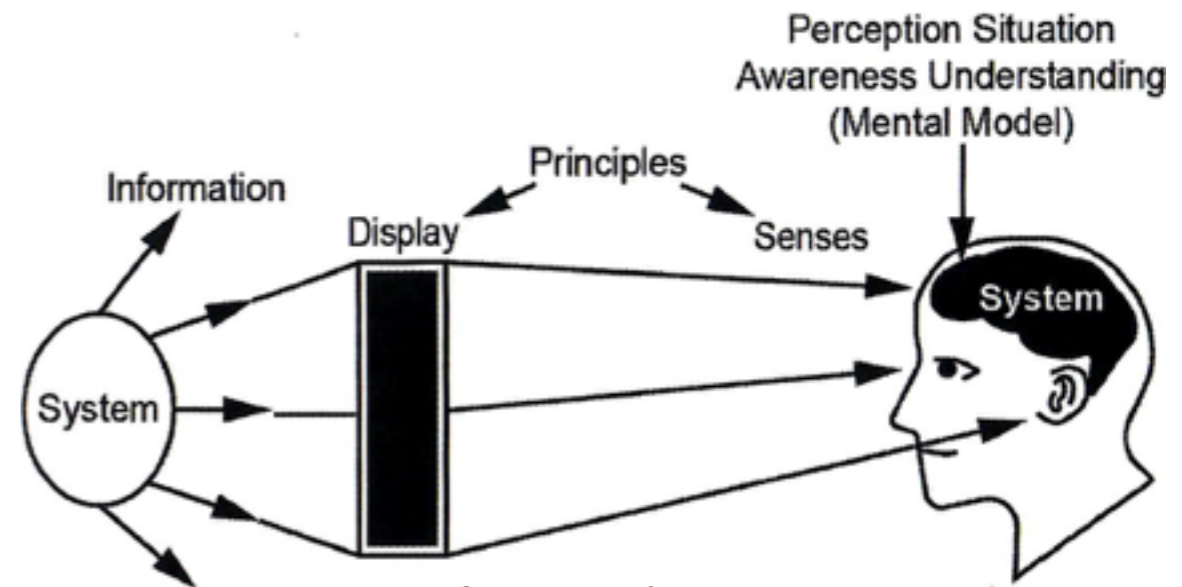 Perception Situation
Awareness Understanding
(Mental Model)
Principles
Information
Display
Senses
System
System